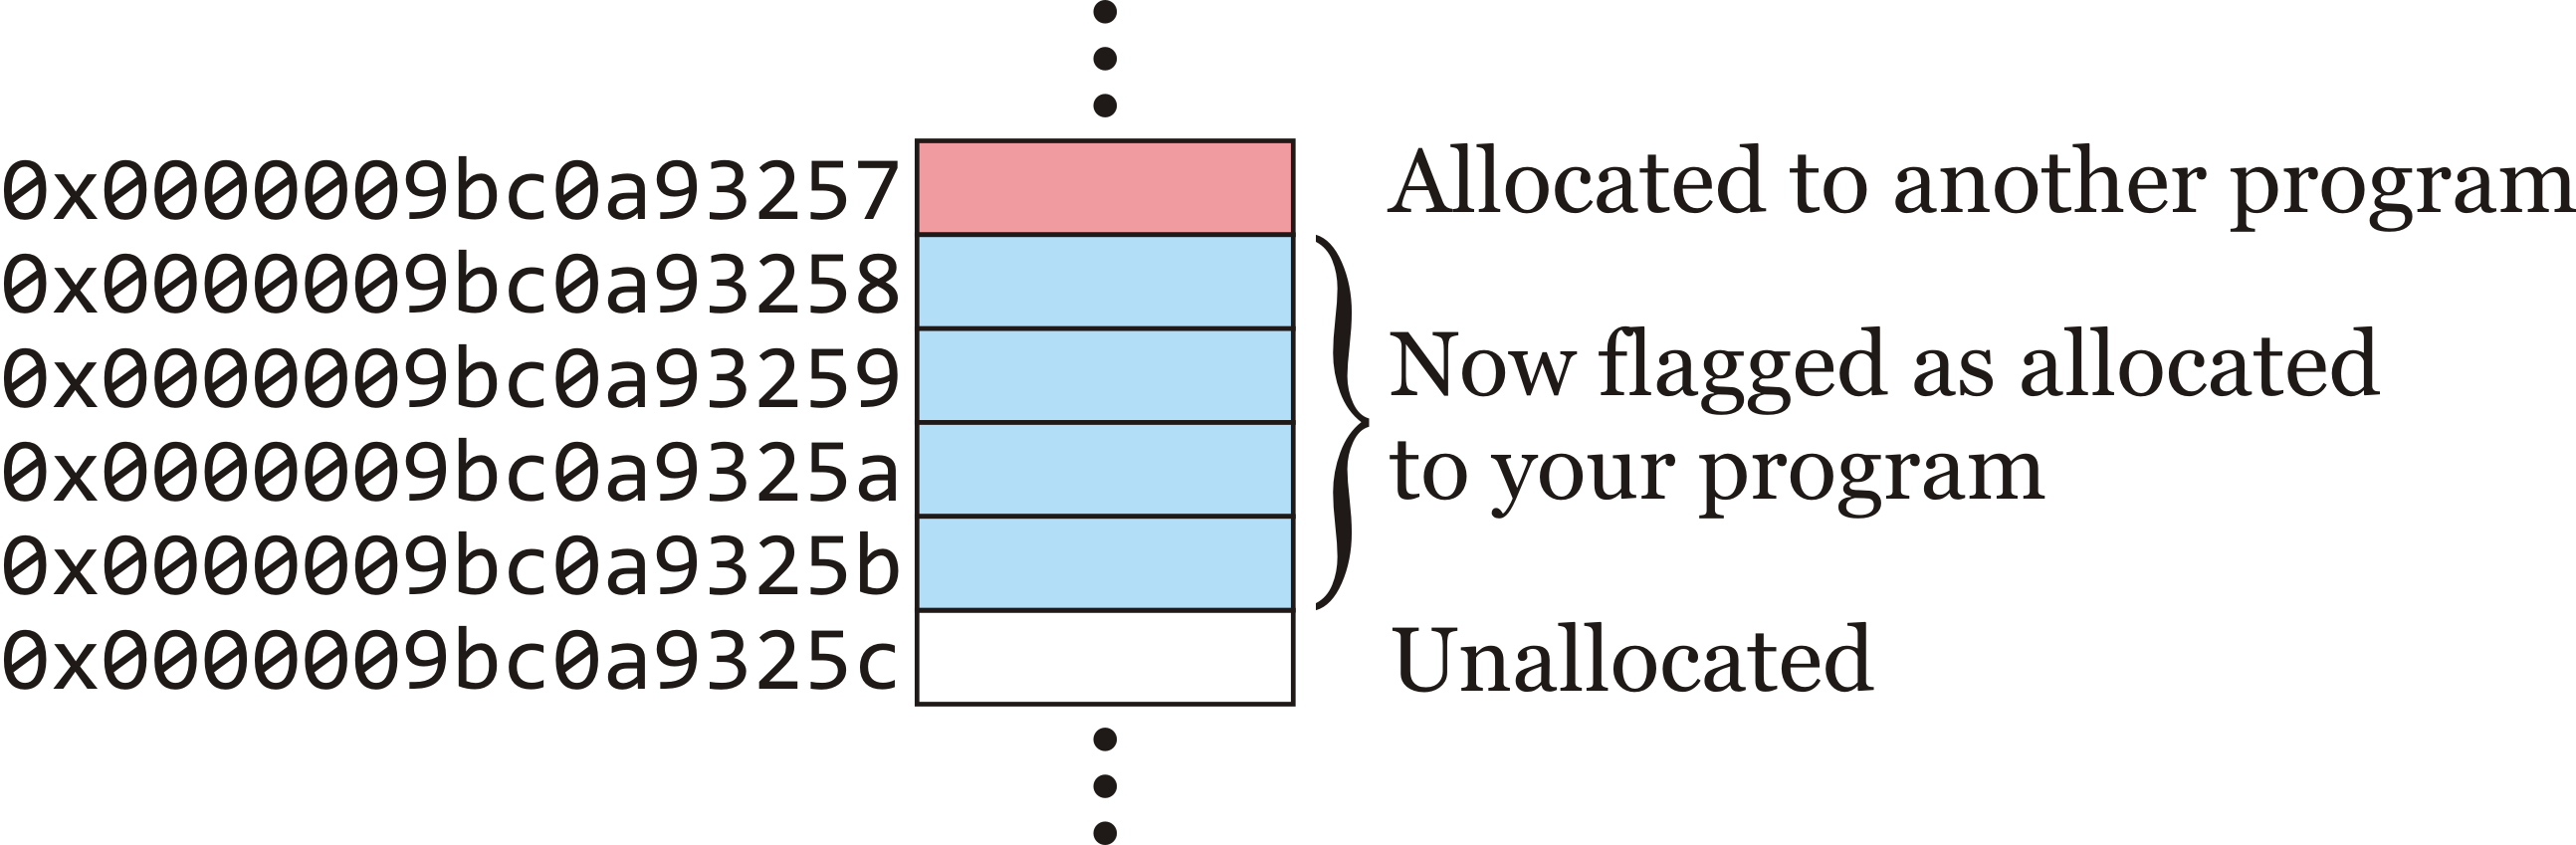 0x0000009bc0a93257 Allocated to another program
0x0000009bc0a93258
0x0000009bc0a93259 Now flagged as allocated
0x0000009bc0a9325a to your program
0x0000009bc0a9325b
0x0000009bc0a9325c Unallocated